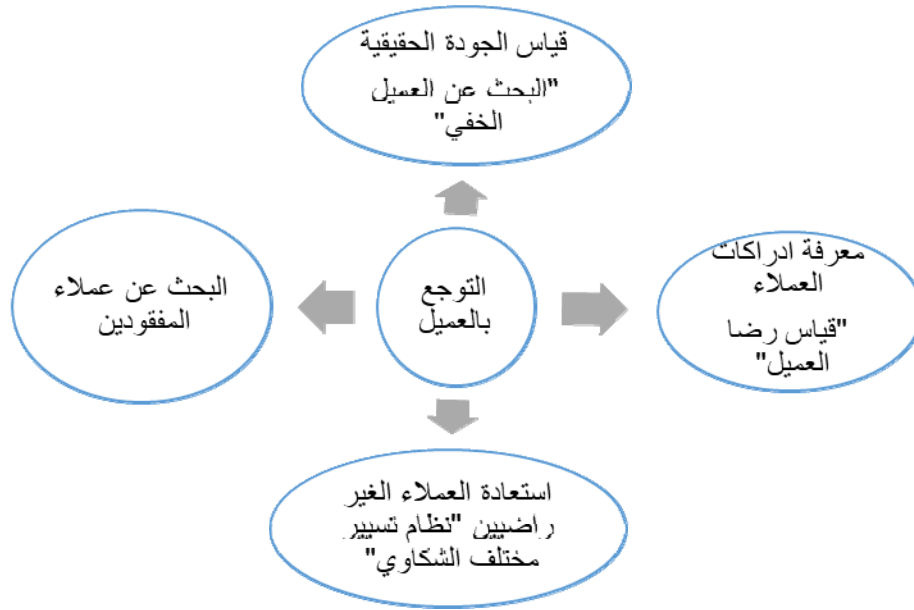 قياس الجودة الحقيقية
"البحث عن العميل
الخفي"
معرفة ادراكات
العملاء
"قياس رضا
العميل"
التوجع
بالعميل
البحث عن عملاء
المفقودين
استعادة العملاء الغير
راضيين "نظام تسيير
مختلف الشكاوي"